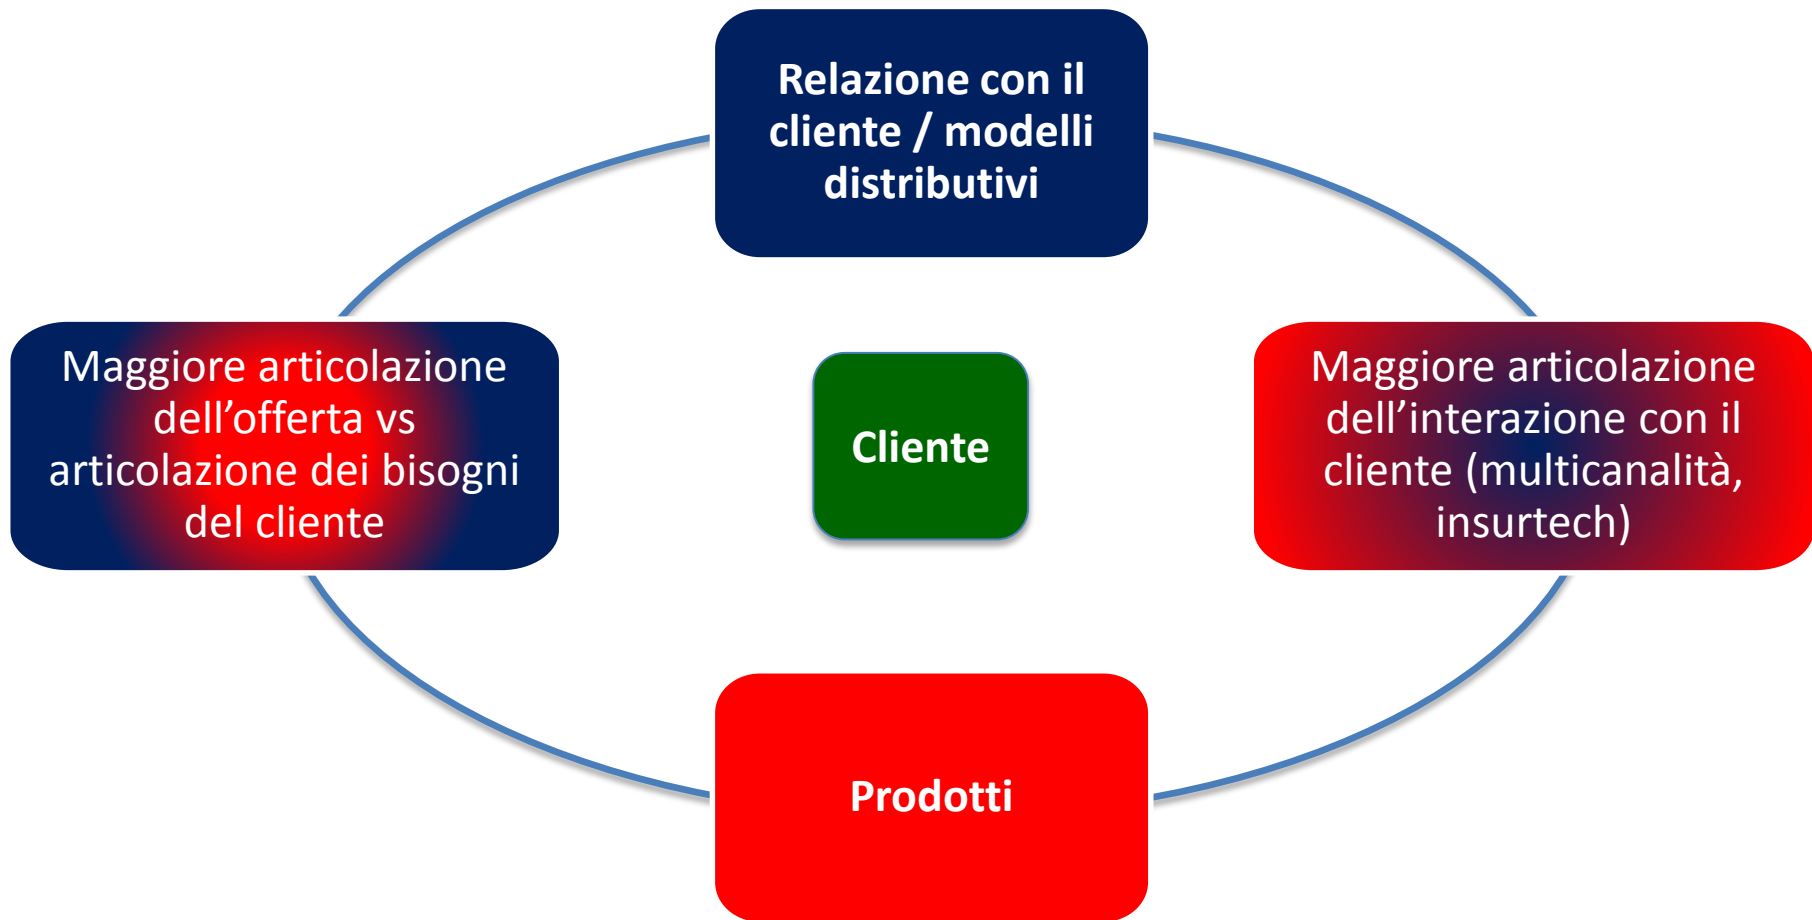 Relazione con il
cliente / modelli
distributivi
Maggiore articolazione
dell’offerta vs
articolazione dei bisogni
del cliente
Cliente
Maggiore articolazione
dell’interazione con il
cliente (multicanalità,
insurtech)
Prodotti